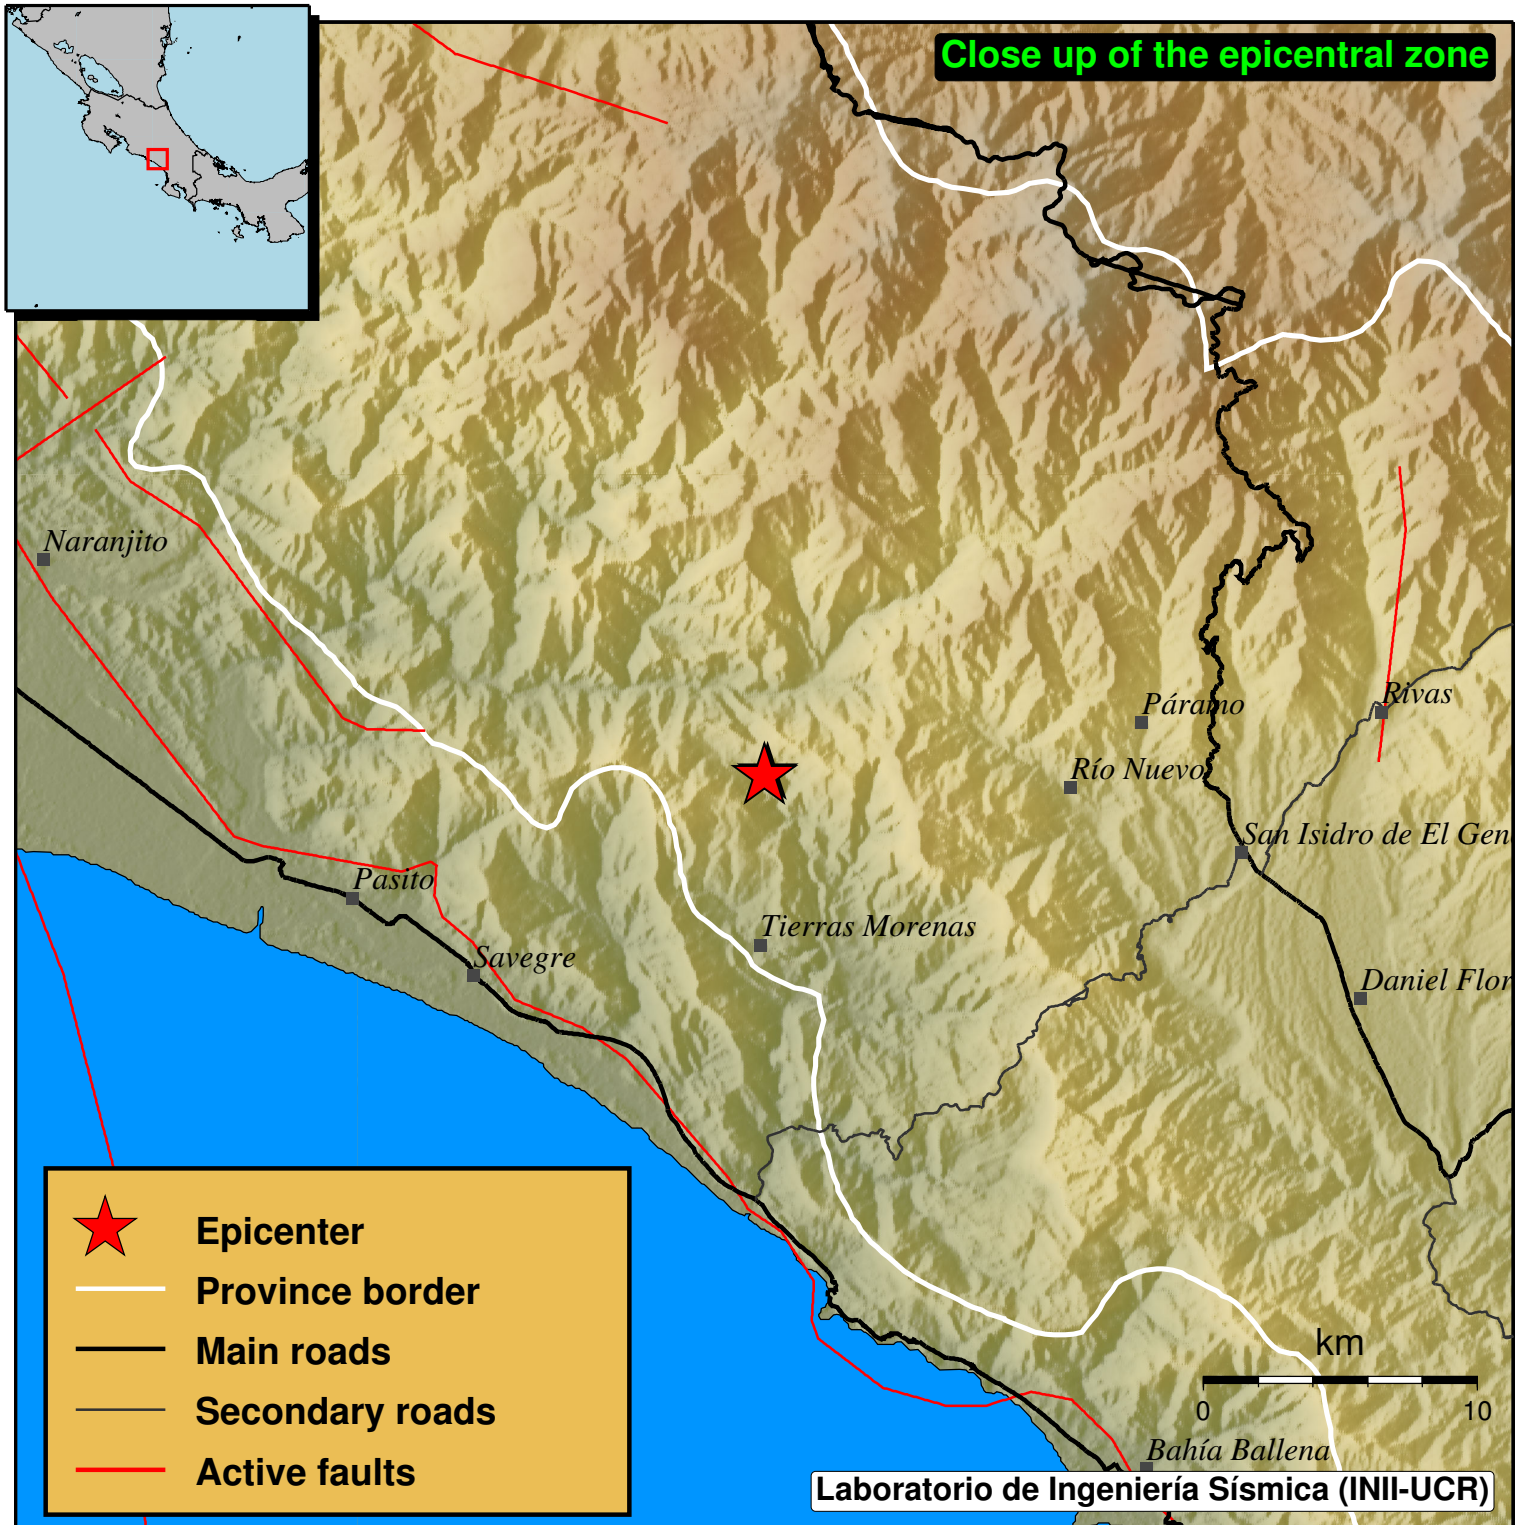 Close up of the epicentral zone
Naranjito
Rivas
Páramo
Río Nuevo
San Isidro de El Gen
Pasito
Tierras Morenas
Savegre
Daniel Flor
Epicenter
Province border
Main roads
Secondary roads
Active faults
km
0 10
Bahía Ballena
Laboratorio de Ingeniería Sísmica (INII-UCR)